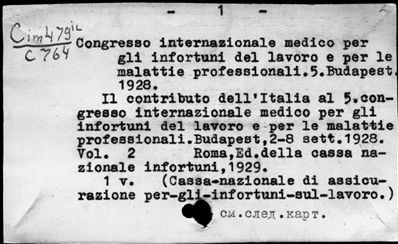 - 1 -
Cim479il
C764
Congresso internazionale medico per
gli infortuni del lavoro e per le
malattie professionali.5.Budapest.
1928.
Il contributo dell'Italia al 5.con-
gresso internazionale medico per gli
infortuni del lavoro e per le malattie
professionali.Budapest,2-8 sett.1928.
Vol. 2 Roma,Ed.della cassa na-
zionale infortuni,1929.
1 v. (Cassa-nazionale di assicu-
razione per-gli-infortuni-sul-lavoro.)
см.след.карт.